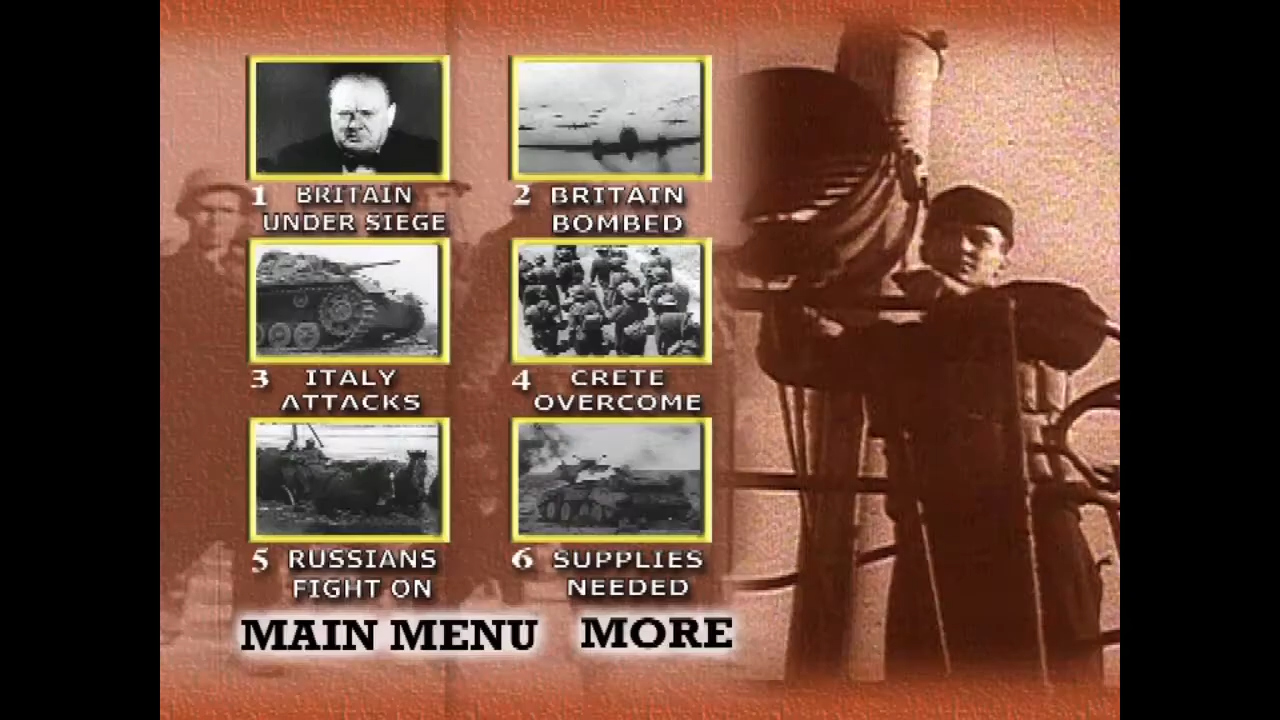 1 BRITAIN
UNDER SIEGE
2 BRITAIN
BOMBED
3 ITALY
ATTACKS
4 CRETE
OVERCOME
5 RUSSIANS
FIGHT ON
6 SUPPLIES
NEEDED
MAIN MENU
MORE